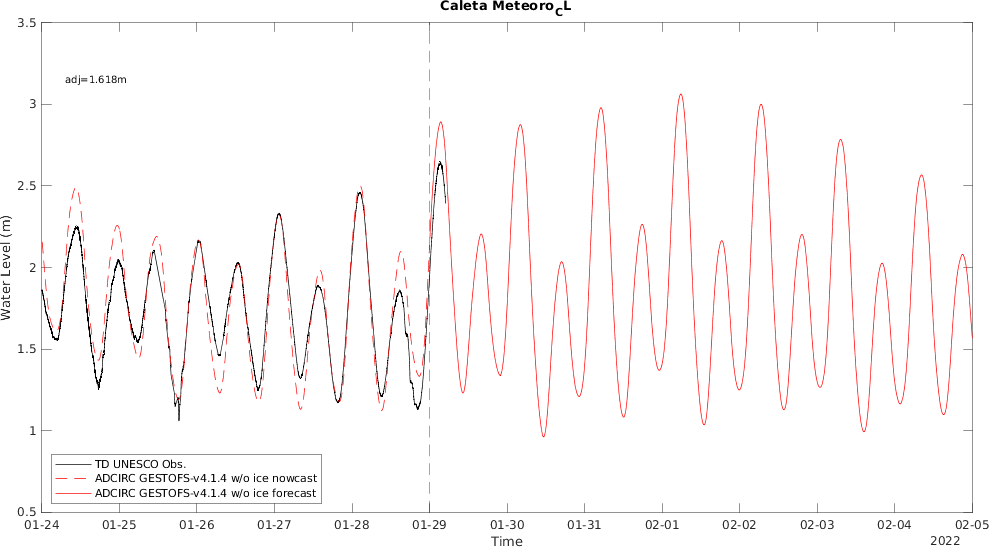 Caleta Meteoro_CL
3.5
adj=1.618m
3
2.5
2
1.5
1
0.5
Water Level (m)
TD UNESCO Obs.
ADCIRC GESTOFS-v4.1.4 w/o ice nowcast
ADCIRC GESTOFS-v4.1.4 w/o ice forecast
01-24 01-25 01-26 01-27 01-28 01-29 01-30 01-31 02-01 02-02 02-03 02-04 02-05
Time
2022